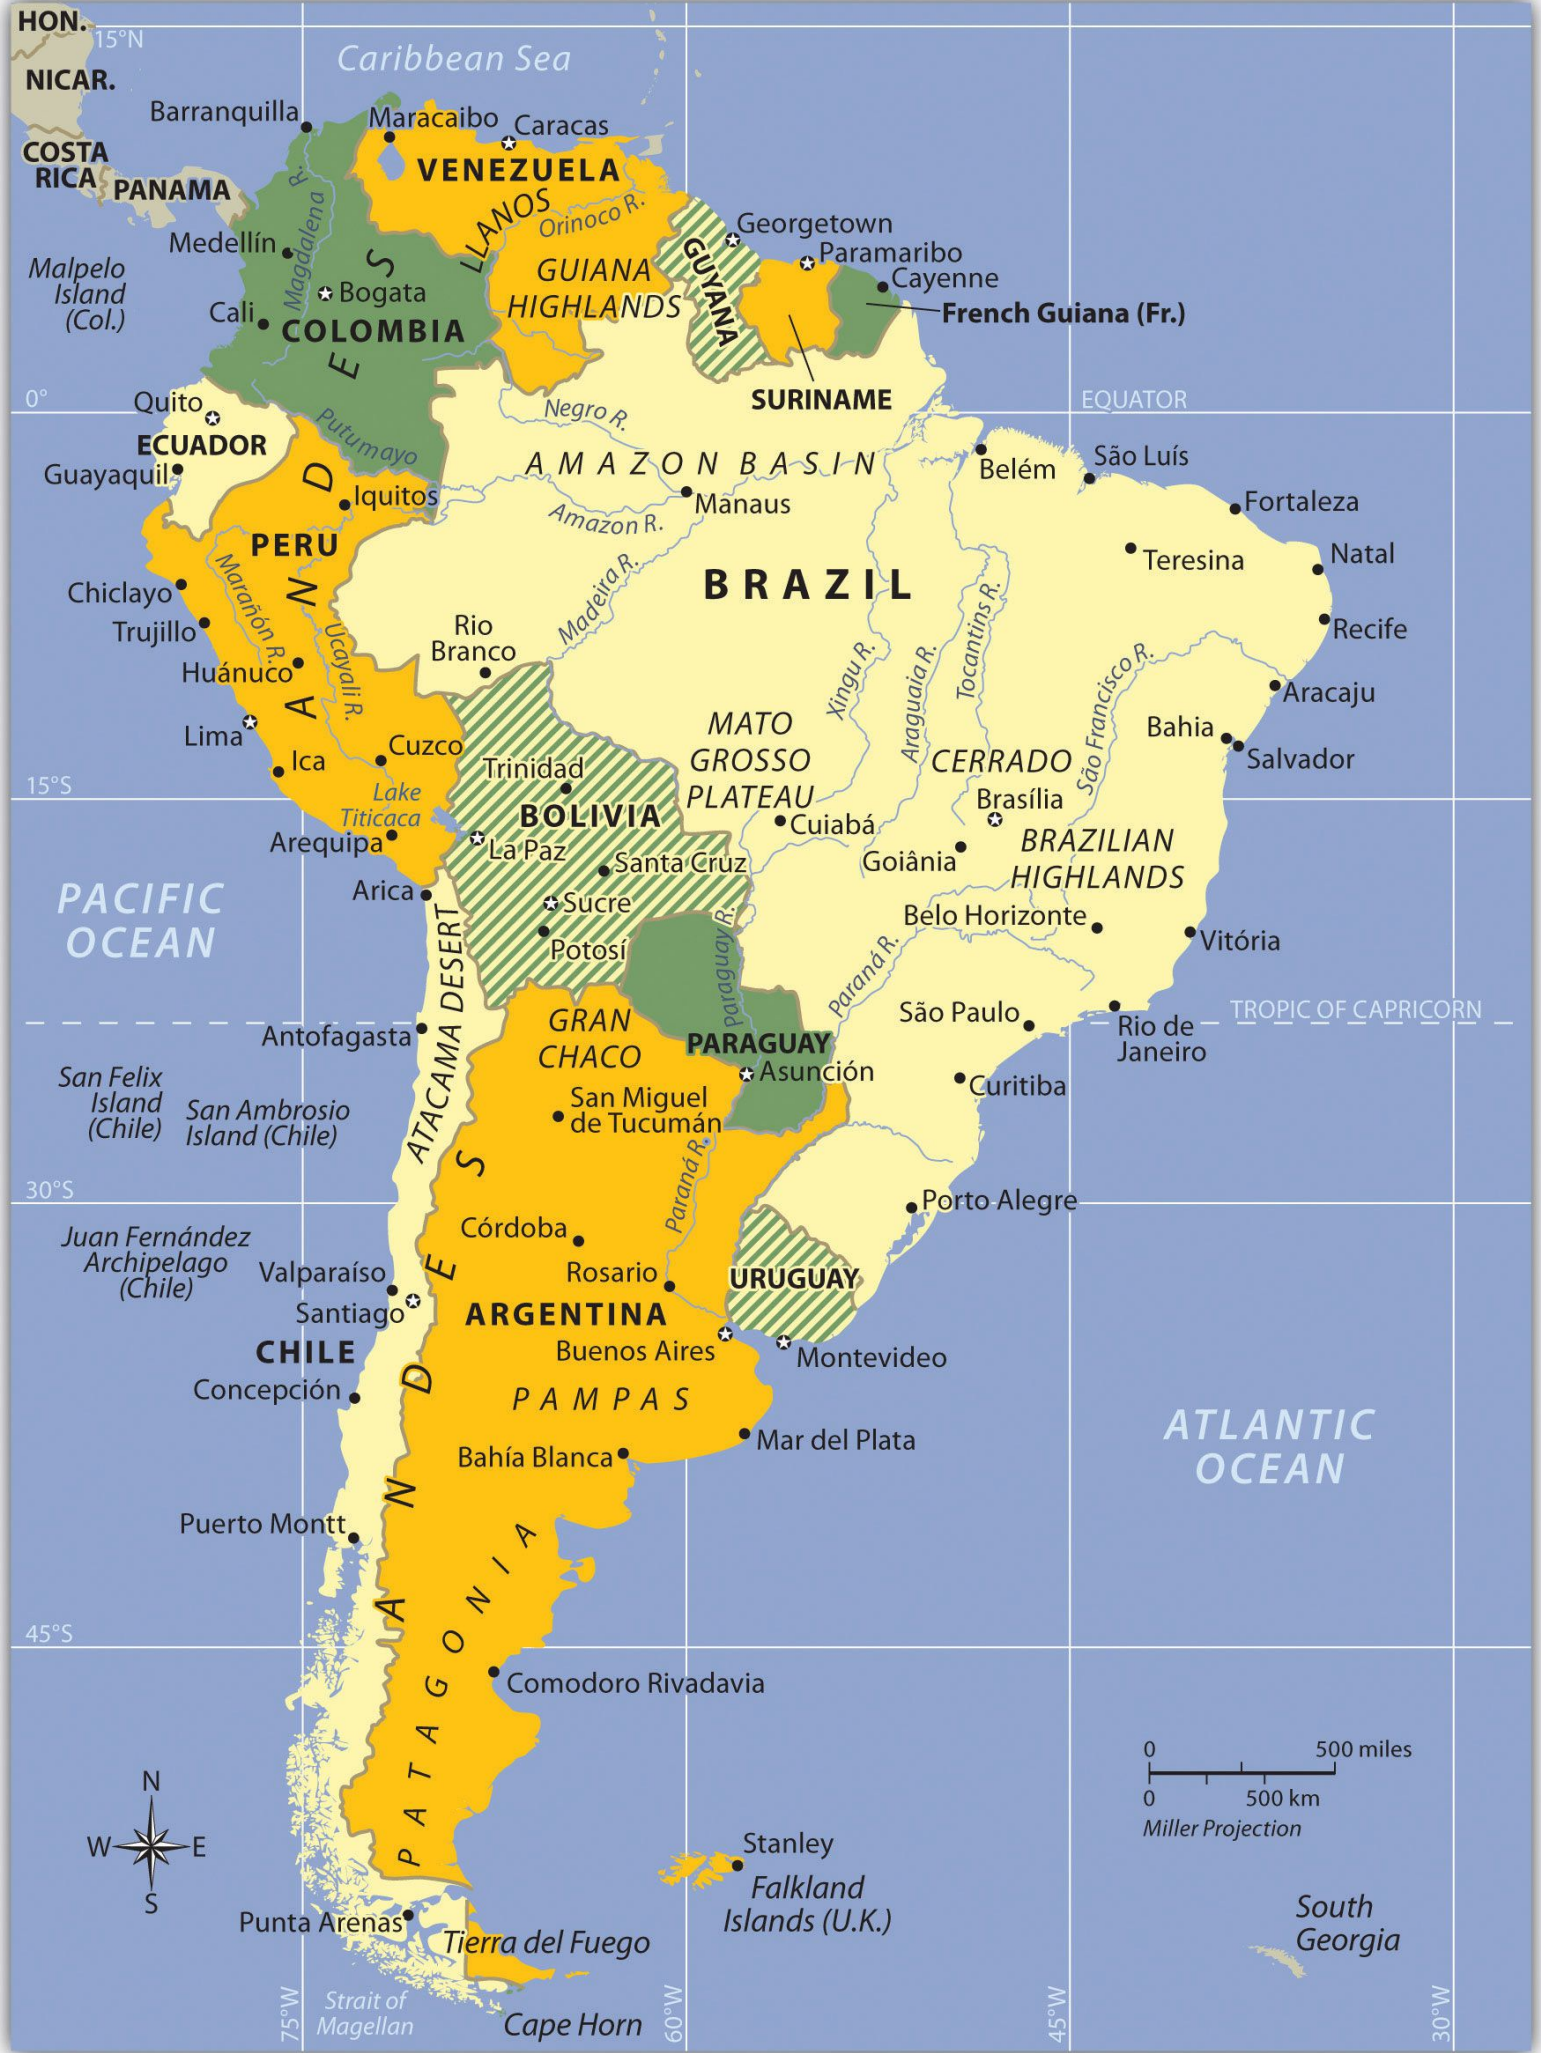 HON.
15°N
NICAR.
COSTA
RICA
PANAMA
Caribbean Sea
Barranquilla
Maracaibo
Caracas
VENEZUELA
LLANOS
Orinoco R.
Magdalena R.
Medellín
Malpelo
Island
(Col.)
Bogata
Cali
COLOMBIA
GUIANA
HIGHLANDS
GUYANA
Georgetown
Paramaribo
Cayenne
French Guiana (Fr.)
SURINAME
0°
EQUATOR
Quito
ECUADOR
Guayaquil
Putumayo
Negro R.
AMAZON BASIN
Belém
São Luís
Iquitos
Manaus
Amazon R.
Fortaleza
PERU
ANDES
BRAZIL
Teresina
Natal
Marañón R.
Ucayali R.
Madeira R.
Chiclayo
Trujillo
Huánuco
Rio
Branco
Xingu R.
Araguaia R.
Tocantins R.
São Francisco R.
Recife
Aracaju
Lima
Ica
Cuzco
MATO
GROSSO
PLATEAU
CERRADO
Bahia
Salvador
15°S
Lake
Titicaca
Trinidad
BOLIVIA
Brasília
Cuiabá
Arequipa
La Paz
Santa Cruz
Goiânia
BRAZILIAN
HIGHLANDS
PACIFIC
OCEAN
Arica
Sucre
Potosí
Belo Horizonte
Vitória
ATACAMA DESERT
Paraguay R.
Paraná R.
GRAN
CHACO
PARAGUAY
Asunción
São Paulo
TROPIC OF CAPRICORN
Rio de
Janeiro
Antofagasta
San Felix
Island
(Chile)
San Ambrosio
Island (Chile)
San Miguel
de Tucumán
Curitiba
Paraná R.
30°S
Porto Alegre
Juan Fernández
Archipelago
(Chile)
Córdoba
Valparaíso
Rosario
URUGUAY
Santiago
ARGENTINA
CHILE
Buenos Aires
Montevideo
Concepción
PAMPAS
ANDES
Mar del Plata
Bahía Blanca
ATLANTIC
OCEAN
Puerto Montt
PATAGONIA
45°S
Comodoro Rivadavia
0 500 miles
0 500 km
Miller Projection
N
W E
S
Stanley
Falkland
Islands (U.K.)
South
Georgia
Punta Arenas
Tierra del Fuego
Strait of
Magellan
Cape Horn
75°W
60°W
45°W
30°W